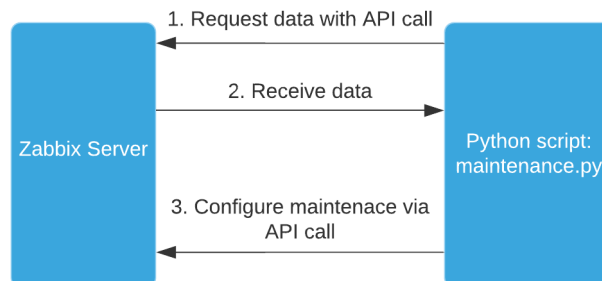 1. Request data with API call
2. Receive data
Zabbix Server
Python script:
maintenance.py
3. Configure maintenace via
API call